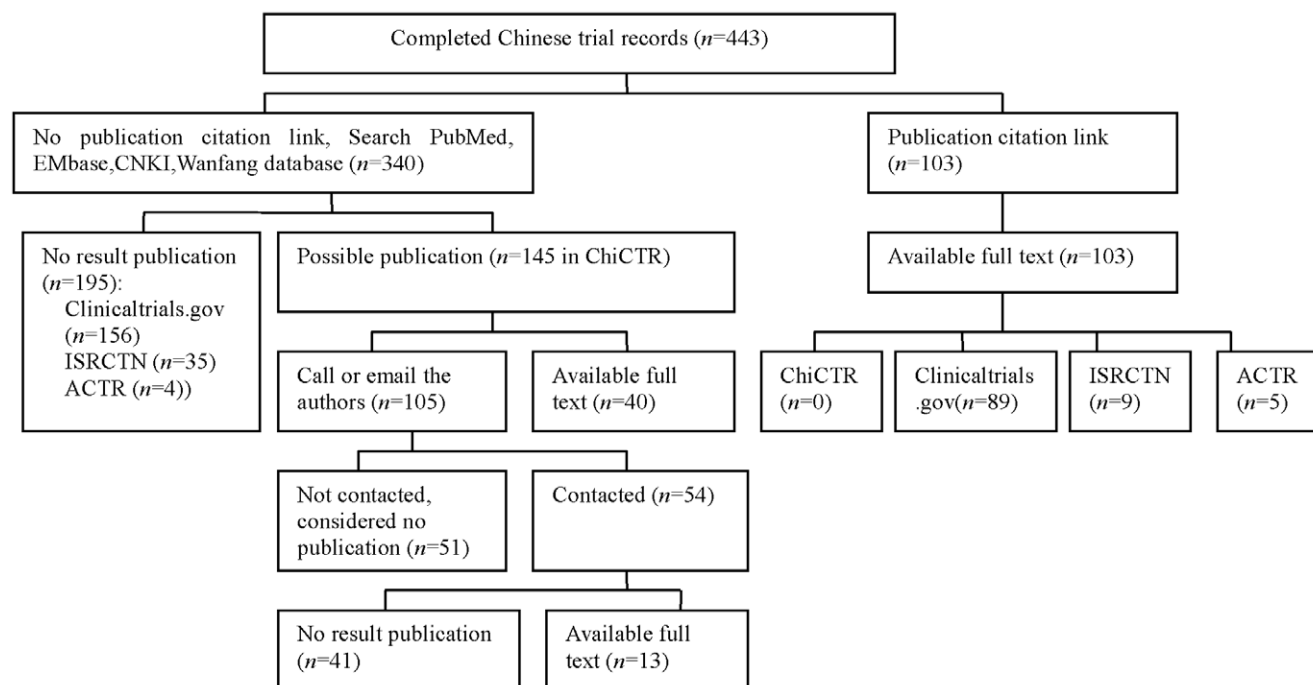 Completed Chinese trial records (n=443)
No publication citation link, Search PubMed,
EMbase,CNKI,Wanfang database (n=340)
Publication citation link
(n=103)
No result publication
(n=195):
Clinicaltrials.gov
(n=156)
ISRCTN (n=35)
ACTR (n=4))
Possible publication (n=145 in ChiCTR)
Available full text (n=103)
Call or email the
authors (n=105)
Available full
text (n=40)
ChiCTR
(n=0)
Clinicaltrials
.gov(n=89)
ISRCTN
(n=9)
ACTR
(n=5)
Not contacted,
considered no
publication (n=51)
Contacted (n=54)
No result publication
(n=41)
Available full
text (n=13)